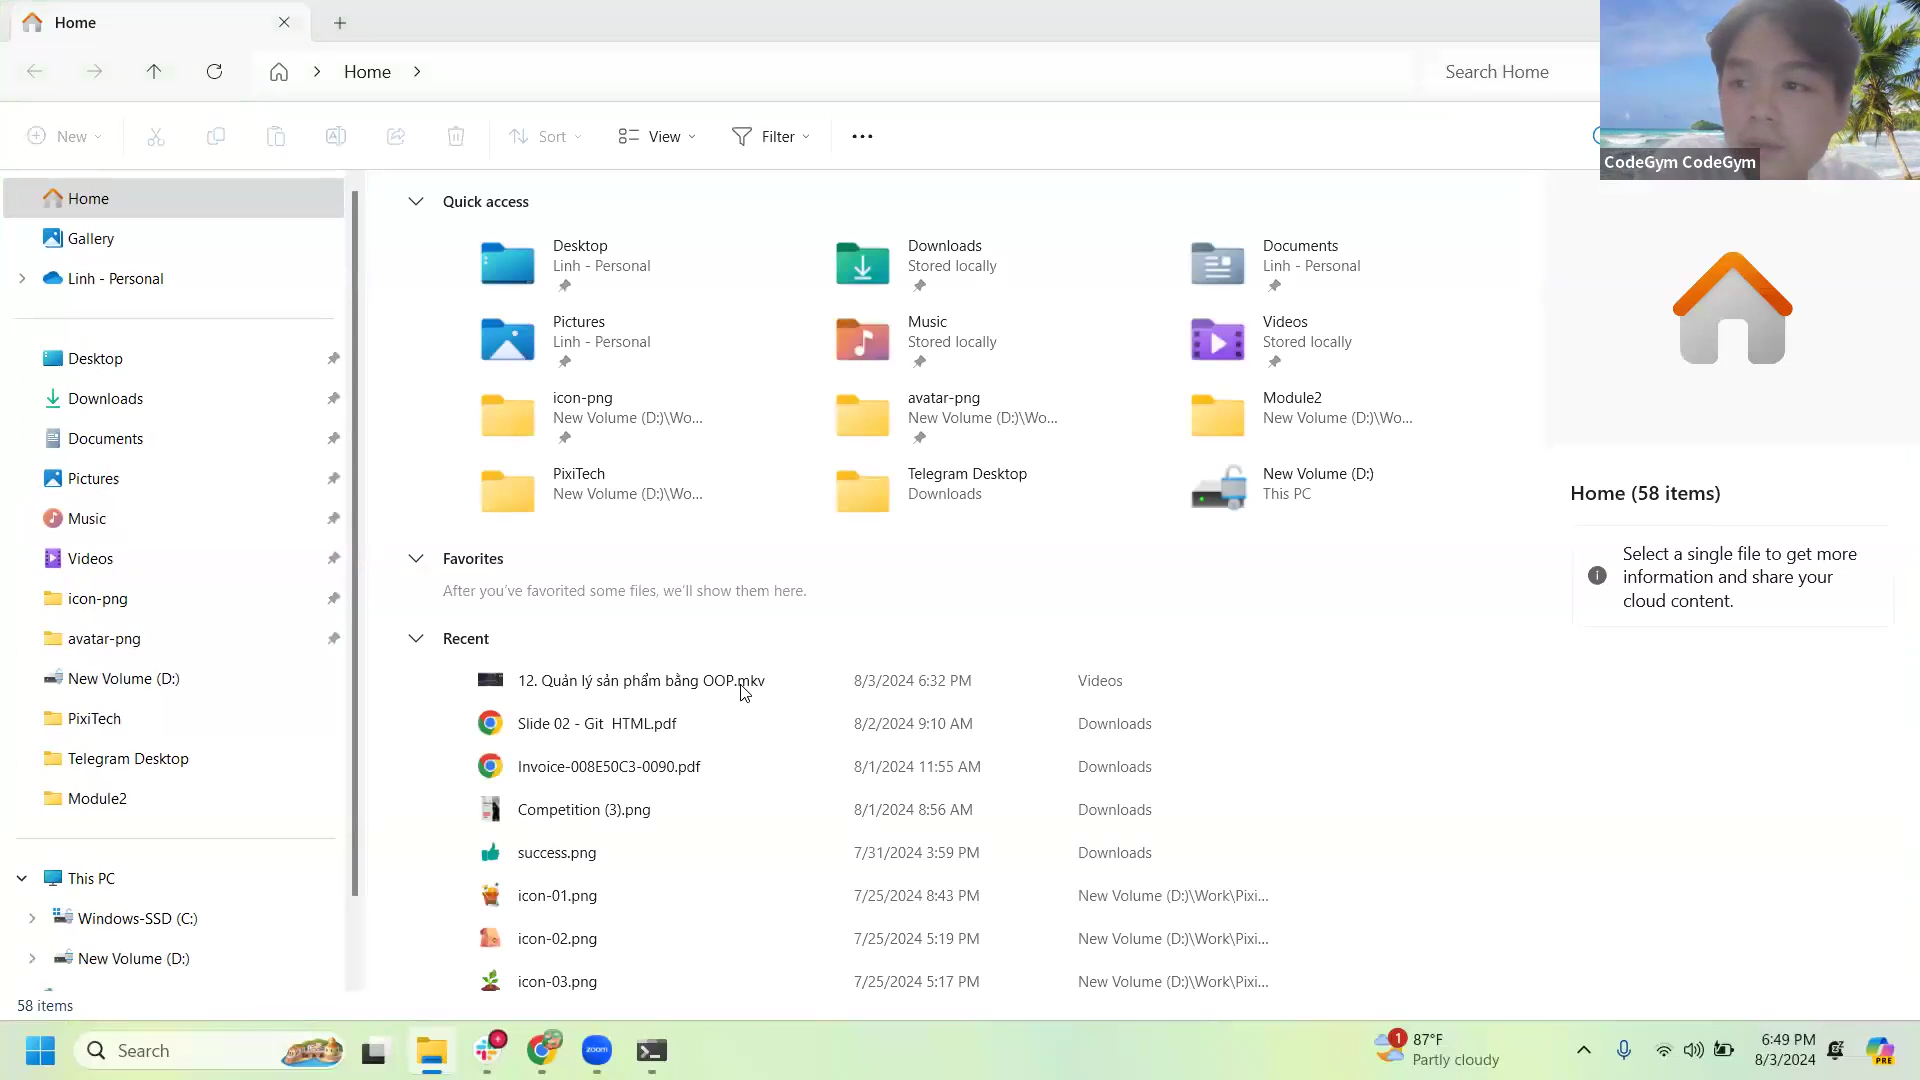 Home
Home
Search Home
New
Sort
View
Filter
CodeGym CodeGym
Home
Gallery
Linh - Personal
Desktop
Downloads
Documents
Pictures
Music
Videos
icon-png
avatar-png
New Volume (D:)
PixiTech
Telegram Desktop
Module2
This PC
Windows-SSD (C:)
New Volume (D:)
58 items
Quick access
Desktop
Linh - Personal
Downloads
Stored locally
Documents
Linh - Personal
Pictures
Linh - Personal
Music
Stored locally
Videos
Stored locally
icon-png
New Volume (D:)\Wo...
avatar-png
New Volume (D:)\Wo...
Module2
New Volume (D:)\Wo...
PixiTech
New Volume (D:)\Wo...
Telegram Desktop
Downloads
New Volume (D:)
This PC
Favorites
After you've favorited some files, we'll show them here.
Recent
12. Quản lý sản phẩm bằng OOP.mkv 8/3/2024 6:32 PM Videos
Slide 02 - Git HTML.pdf 8/2/2024 9:10 AM Downloads
Invoice-008E50C3-0090.pdf 8/1/2024 11:55 AM Downloads
Competition (3).png 8/1/2024 8:56 AM Downloads
success.png 7/31/2024 3:59 PM Downloads
icon-01.png 7/25/2024 8:43 PM New Volume (D:)\Work\Pixi...
icon-02.png 7/25/2024 5:19 PM New Volume (D:)\Work\Pixi...
icon-03.png 7/25/2024 5:17 PM New Volume (D:)\Work\Pixi...
Home (58 items)
Select a single file to get more
information and share your
cloud content.
Search
zoom
1
87°F
Partly cloudy
6:49 PM
8/3/2024
PRE